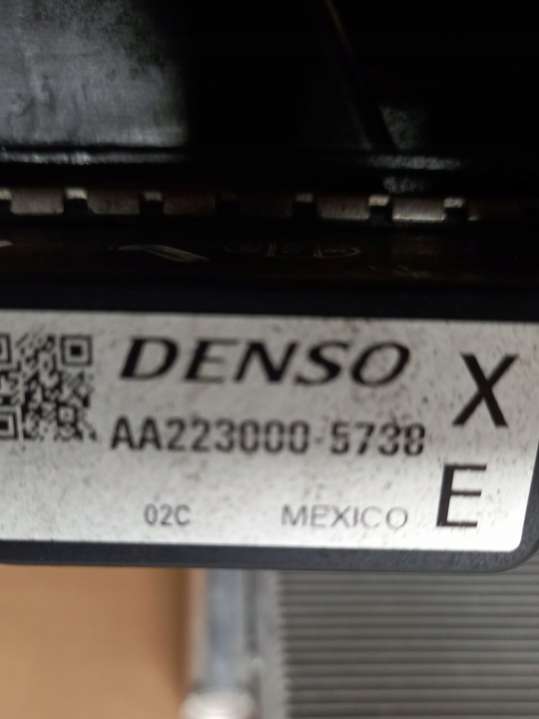 DENSO
X
AA223000-5738
E
02C
MEXICO